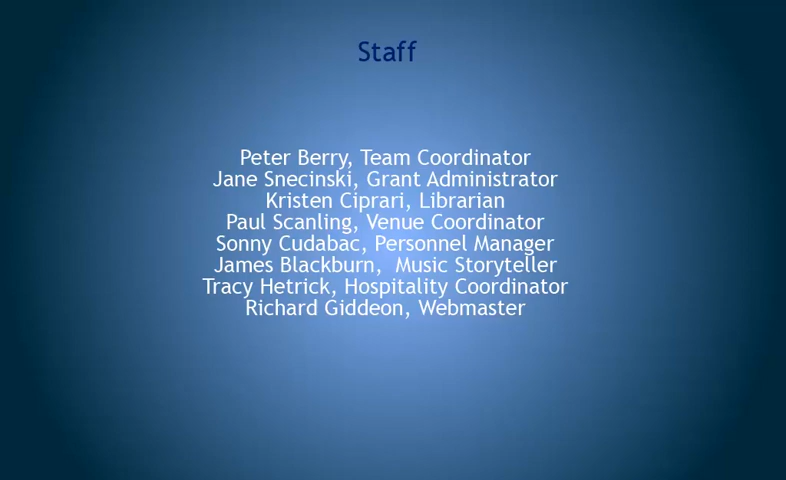 Staff
Peter Berry, Team Coordinator
Jane Snecinski, Grant Administrator
Kristen Ciprari, Librarian
Paul Scanling, Venue Coordinator
Sonny Cudabac, Personnel Manager
James Blackburn,  Music Storyteller
Tracy Hetrick, Hospitality Coordinator
Richard Giddeon, Webmaster